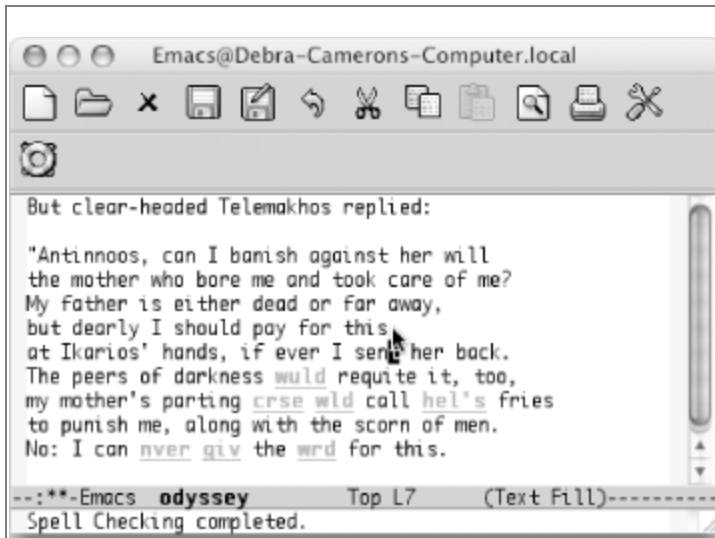 Emacs@Debra-Camerons-Computer.local
But clear-headed Telemakhos replied:
"Antinnoos, can I banish against her will
the mother who bore me and took care of me?
My father is either dead or far away,
but dearly I should pay for this
at Ikarios' hands, if ever I sent her back.
The peers of darkness wuld requite it, too,
my mother's parting crse wld call hel's fries
to punish me, along with the scorn of men.
No: I can nver giv the wrd for this.
--:**-Emacs odyssey Top L7 (Text Fill)----------
Spell Checking completed.